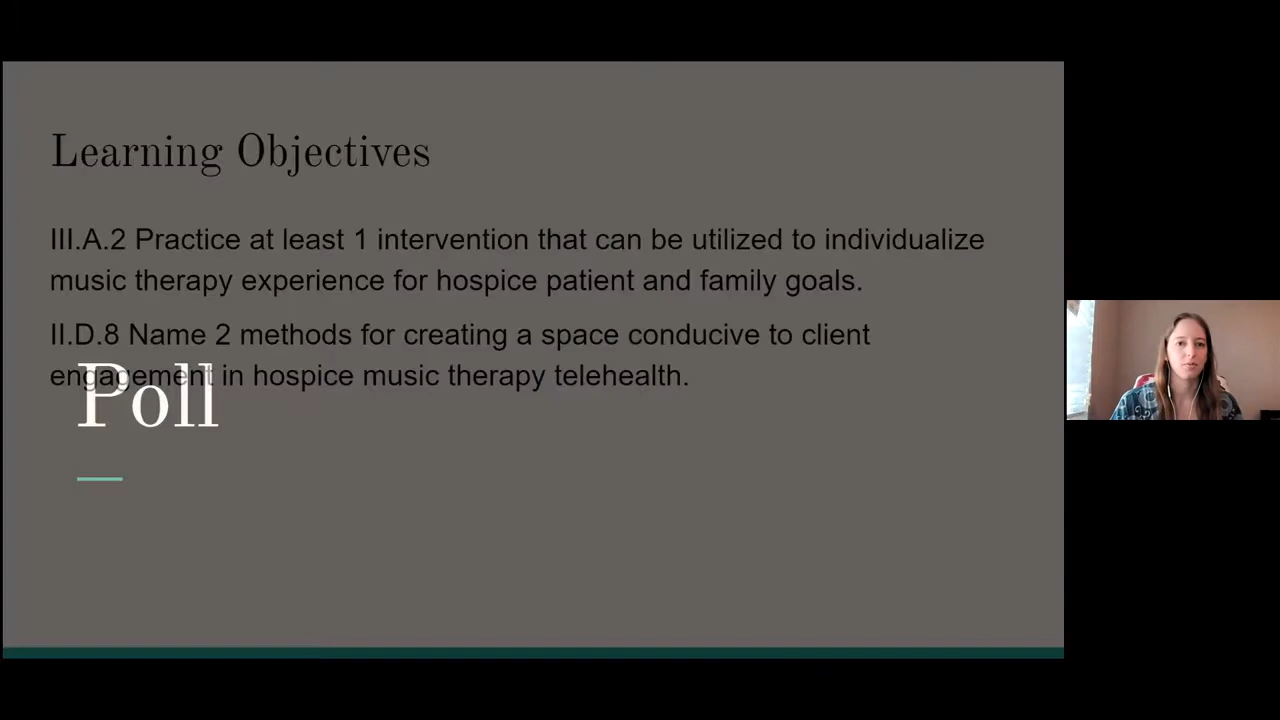 Learning Objectives
III.A.2 Practice at least 1 intervention that can be utilized to individualize
music therapy experience for hospice patient and family goals.
II.D.8 Name 2 methods for creating a space conducive to client
engagement in hospice music therapy telehealth.
Poll